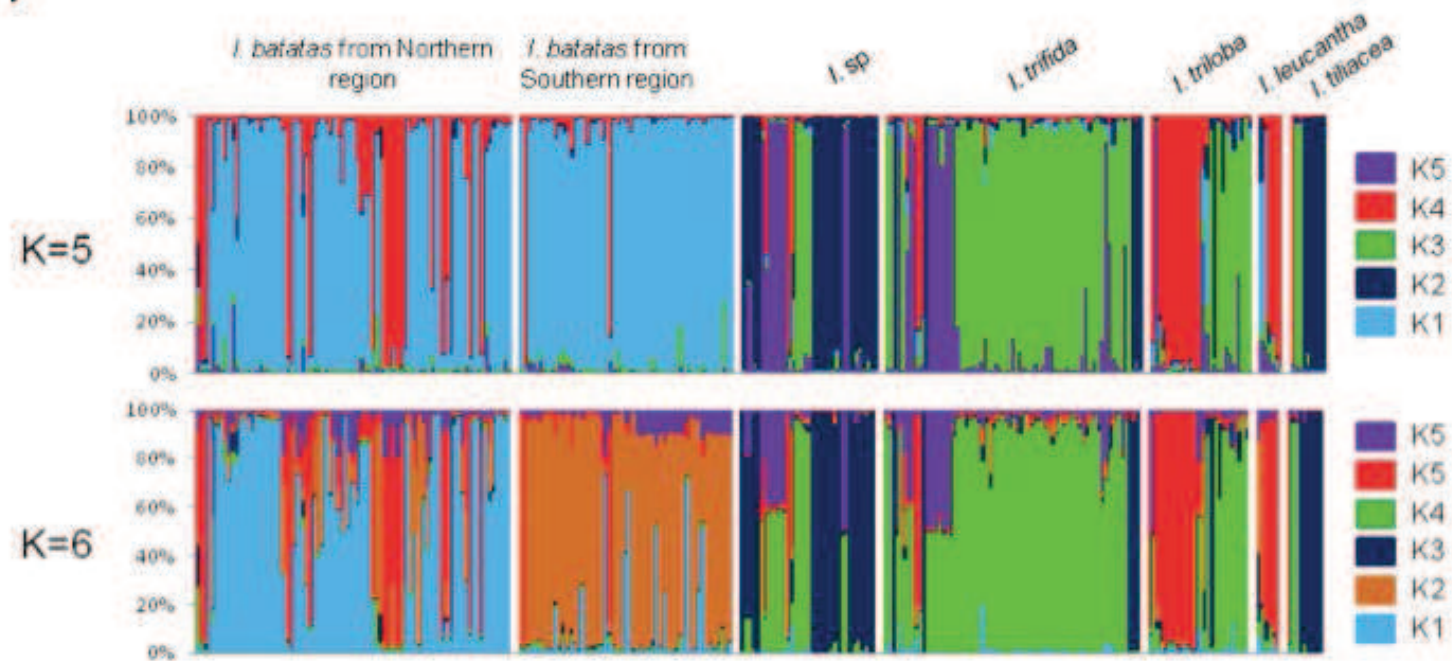 I. batatas from Northern
region
I. batatas from
Southern region
I. sp
I. trifida
I. triloba
I. leucantha
I. tiliacea
K=5
100%
80%
60%
40%
20%
0%
K5
K4
K3
K2
K1
K=6
100%
80%
60%
40%
20%
0%
K5
K5
K4
K3
K2
K1